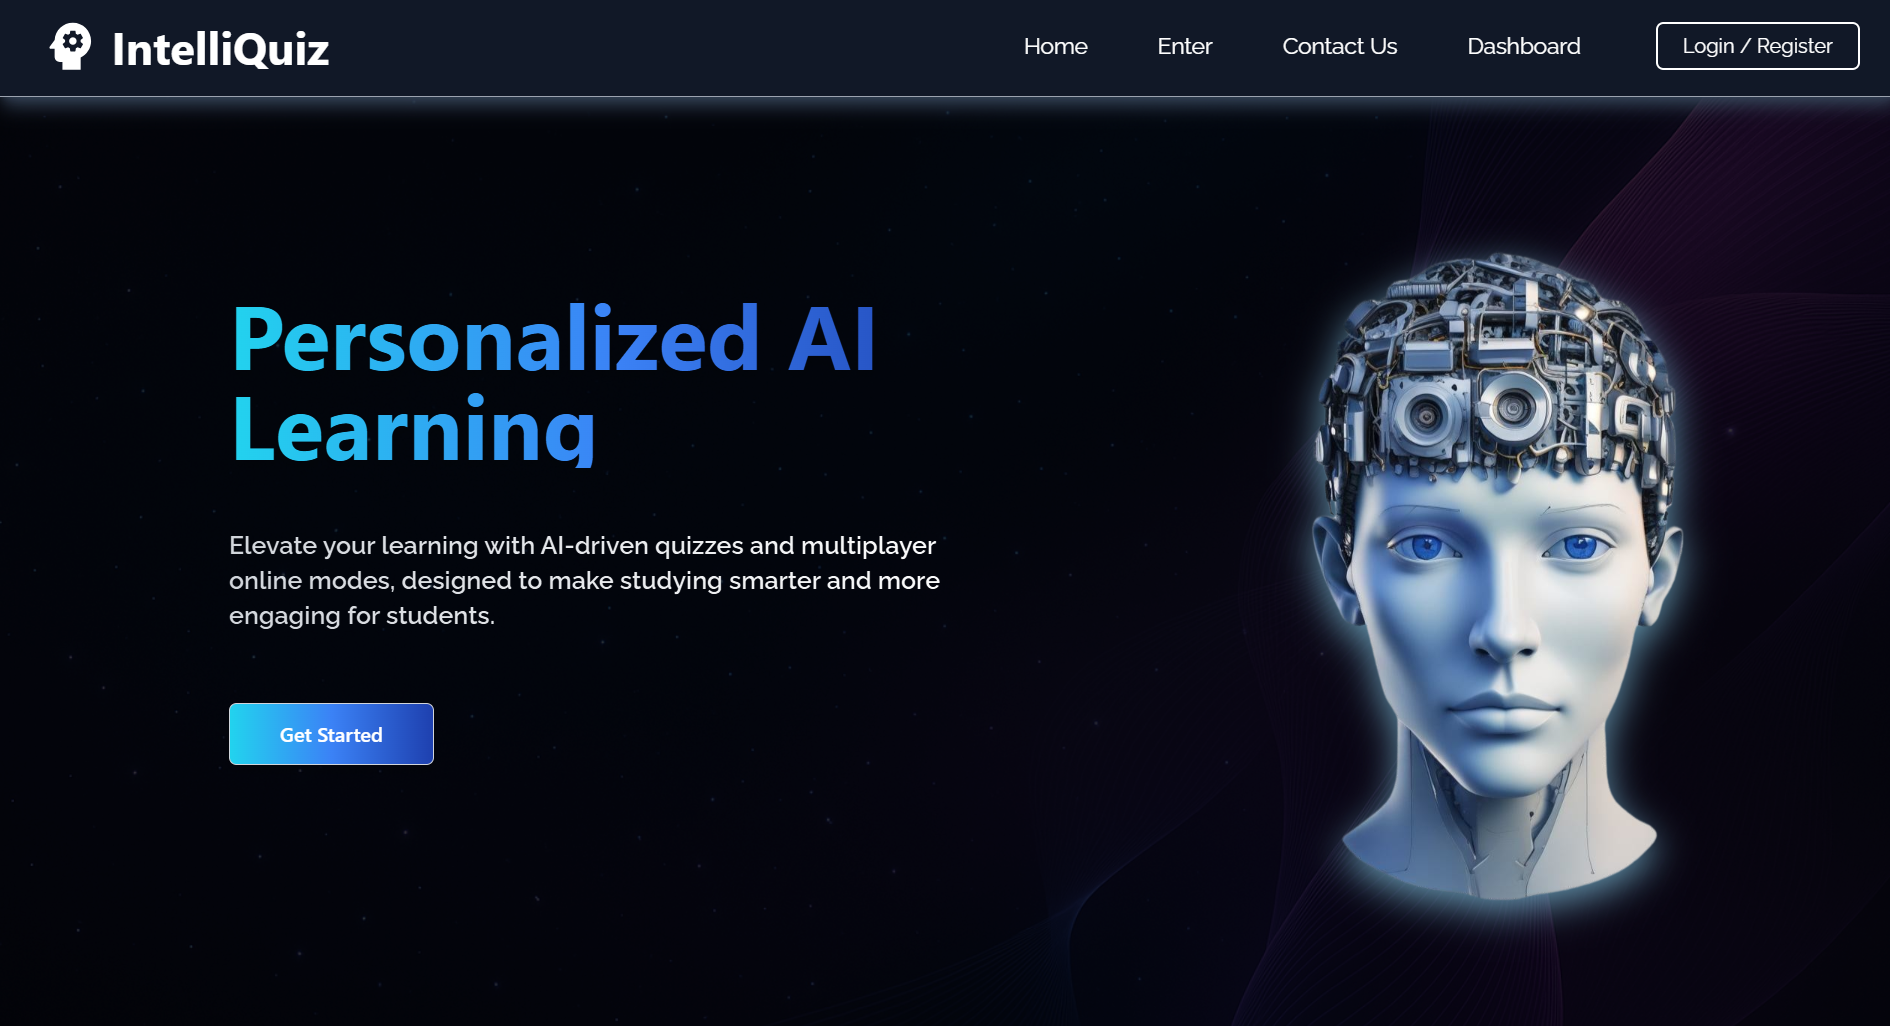 IntelliQuiz
Home
Enter
Contact Us
Dashboard
Login / Register
Personalized AI
Learning
Elevate your learning with AI-driven quizzes and multiplayer
online modes, designed to make studying smarter and more
engaging for students.
Get Started